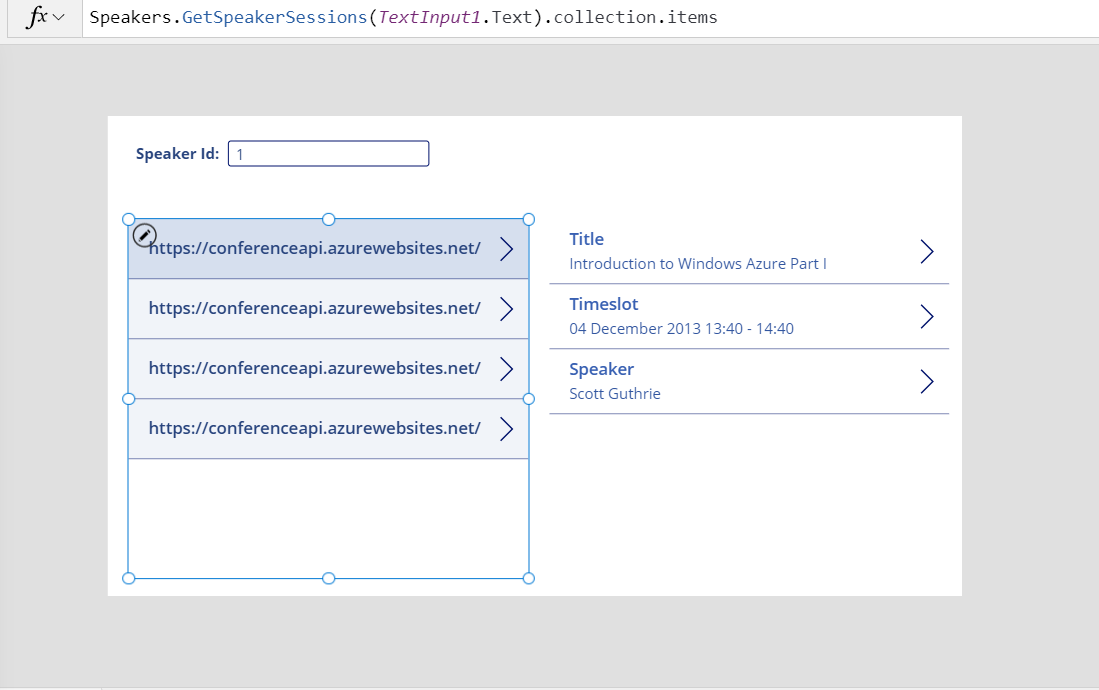 fx Speakers.GetSpeakerSessions(TextInput1.Text).collection.items
Speaker Id: 1
https://conferenceapi.azurewebsites.net/
https://conferenceapi.azurewebsites.net/
https://conferenceapi.azurewebsites.net/
https://conferenceapi.azurewebsites.net/
Title
Introduction to Windows Azure Part I
Timeslot
04 December 2013 13:40 - 14:40
Speaker
Scott Guthrie